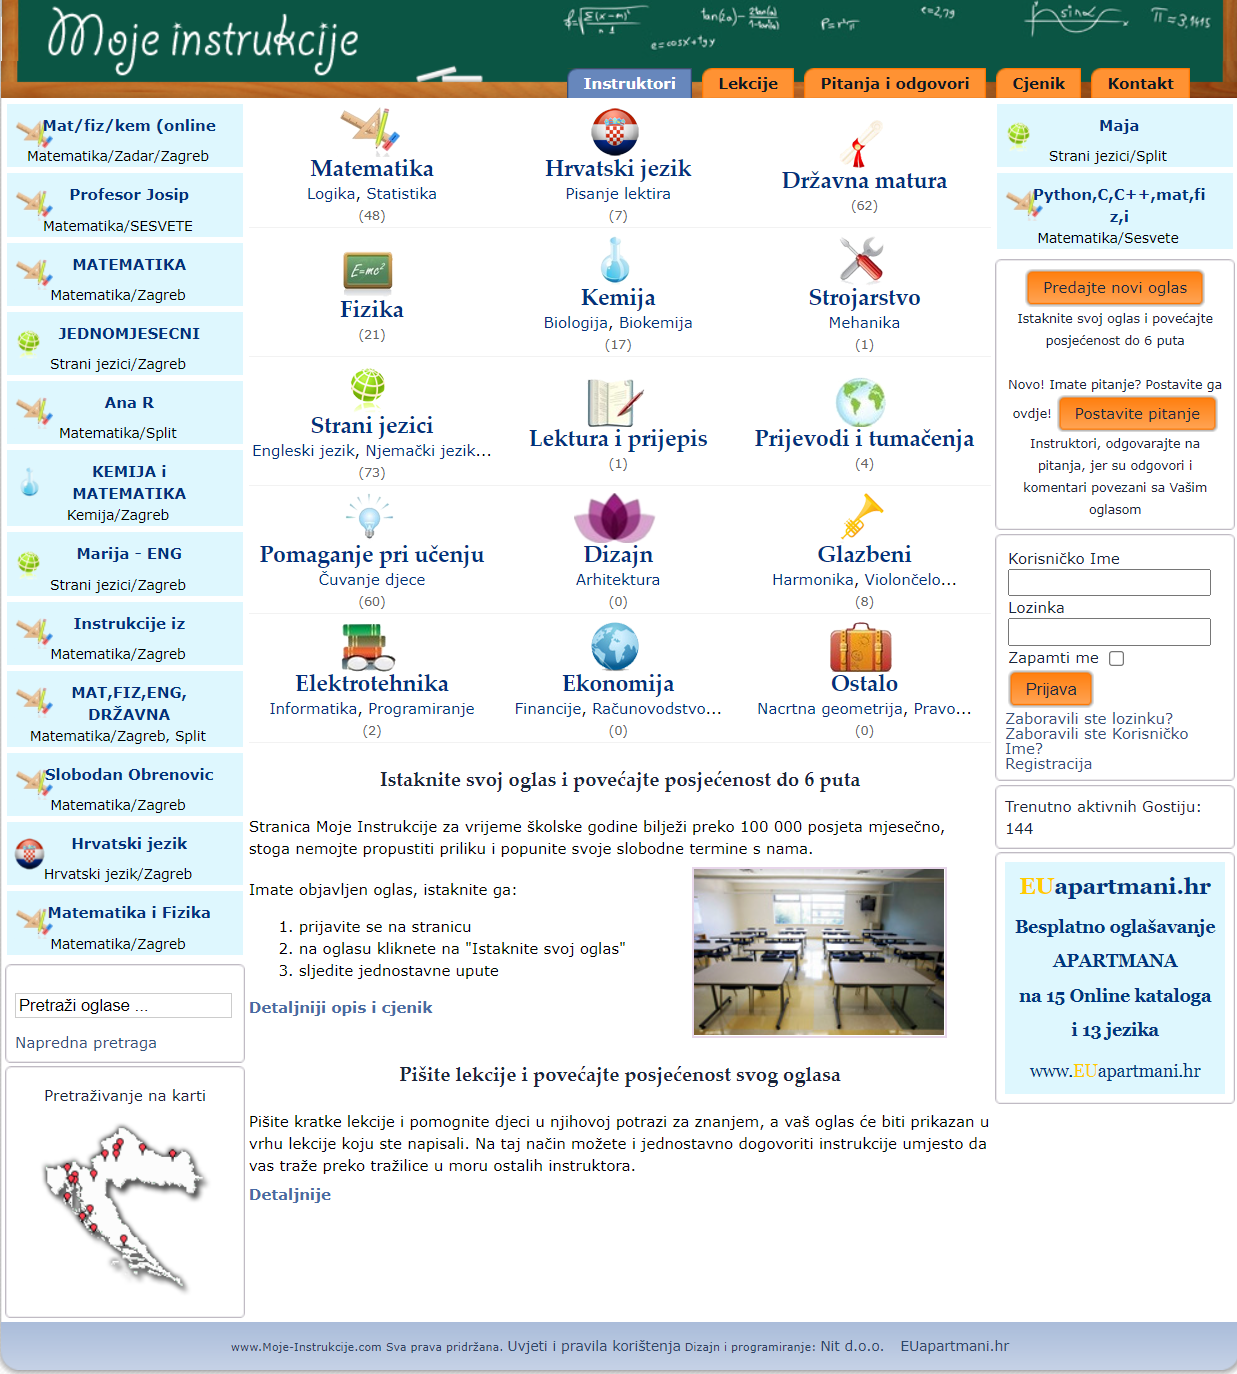 Moje instrukcije
tan(2α)-
e=2,79
sinα
π=3,1415
e=cosx+tgy
Instruktori
Lekcije
Pitanja i odgovori
Cjenik
Kontakt
Mat/fiz/kem (online
Matematika/Zadar/Zagreb
Profesor Josip
Matematika/SESVETE
MATEMATIKA
Matematika/Zagreb
JEDNOMJESECNI
Strani jezici/Zagreb
Ana R
Matematika/Split
KEMIJA i
MATEMATIKA
Kemija/Zagreb
Marija - ENG
Strani jezici/Zagreb
Instrukcije iz
Matematika/Zagreb
MAT,FIZ,ENG,
DRŽAVNA
Matematika/Zagreb, Split
Slobodan Obrenovic
Matematika/Zagreb
Hrvatski jezik
Hrvatski jezik/Zagreb
Matematika i Fizika
Matematika/Zagreb
Pretraži oglase ...
Napredna pretraga
Pretraživanje na karti
Matematika
Logika, Statistika
(48)
Hrvatski jezik
Pisanje lektira
(7)
Državna matura
(62)
E=mc²
Fizika
(21)
Kemija
Biologija, Biokemija
(17)
Strojarstvo
Mehanika
(1)
Strani jezici
Engleski jezik, Njemački jezik...
(73)
Lektura i prijepis
(1)
Prijevodi i tumačenja
(4)
Pomaganje pri učenju
Čuvanje djece
(60)
Dizajn
Arhitektura
(0)
Glazbeni
Harmonika, Violončelo...
(8)
Elektrotehnika
Informatika, Programiranje
(2)
Ekonomija
Financije, Računovodstvo...
(0)
Ostalo
Nacrtna geometrija, Pravo...
(0)
Istaknite svoj oglas i povećajte posjećenost do 6 puta
Stranica Moje Instrukcije za vrijeme školske godine bilježi preko 100 000 posjeta mjesečno,
stoga nemojte propustiti priliku i popunite svoje slobodne termine s nama.
Imate objavljen oglas, istaknite ga:
1. prijavite se na stranicu
2. na oglasu kliknete na "Istaknite svoj oglas"
3. sljedite jednostavne upute
Detaljniji opis i cjenik
Pišite lekcije i povećajte posjećenost svog oglasa
Pišite kratke lekcije i pomognite djeci u njihovoj potrazi za znanjem, a vaš oglas će biti prikazan u
vrhu lekcije koju ste napisali. Na taj način možete i jednostavno dogovoriti instrukcije umjesto da
vas traže preko tražilice u moru ostalih instruktora.
Detaljnije
Maja
Strani jezici/Split
Python,C,C++,mat,fi
z,i
Matematika/Sesvete
Predajte novi oglas
Istaknite svoj oglas i povećajte
posjećenost do 6 puta
Novo! Imate pitanje? Postavite ga
ovdje! Postavite pitanje
Instruktori, odgovarajte na
pitanja, jer su odgovori i
komentari povezani sa Vašim
oglasom
Korisničko Ime
Lozinka
Zapamti me
Prijava
Zaboravili ste lozinku?
Zaboravili ste Korisničko
Ime?
Registracija
Trenutno aktivnih Gostiju:
144
EUapartmani.hr
Besplatno oglašavanje
APARTMANA
na 15 Online kataloga
i 13 jezika
www.EUapartmani.hr
www.Moje-Instrukcije.com Sva prava pridržana. Uvjeti i pravila korištenja Dizajn i programiranje: Nit d.o.o. EUapartmani.hr